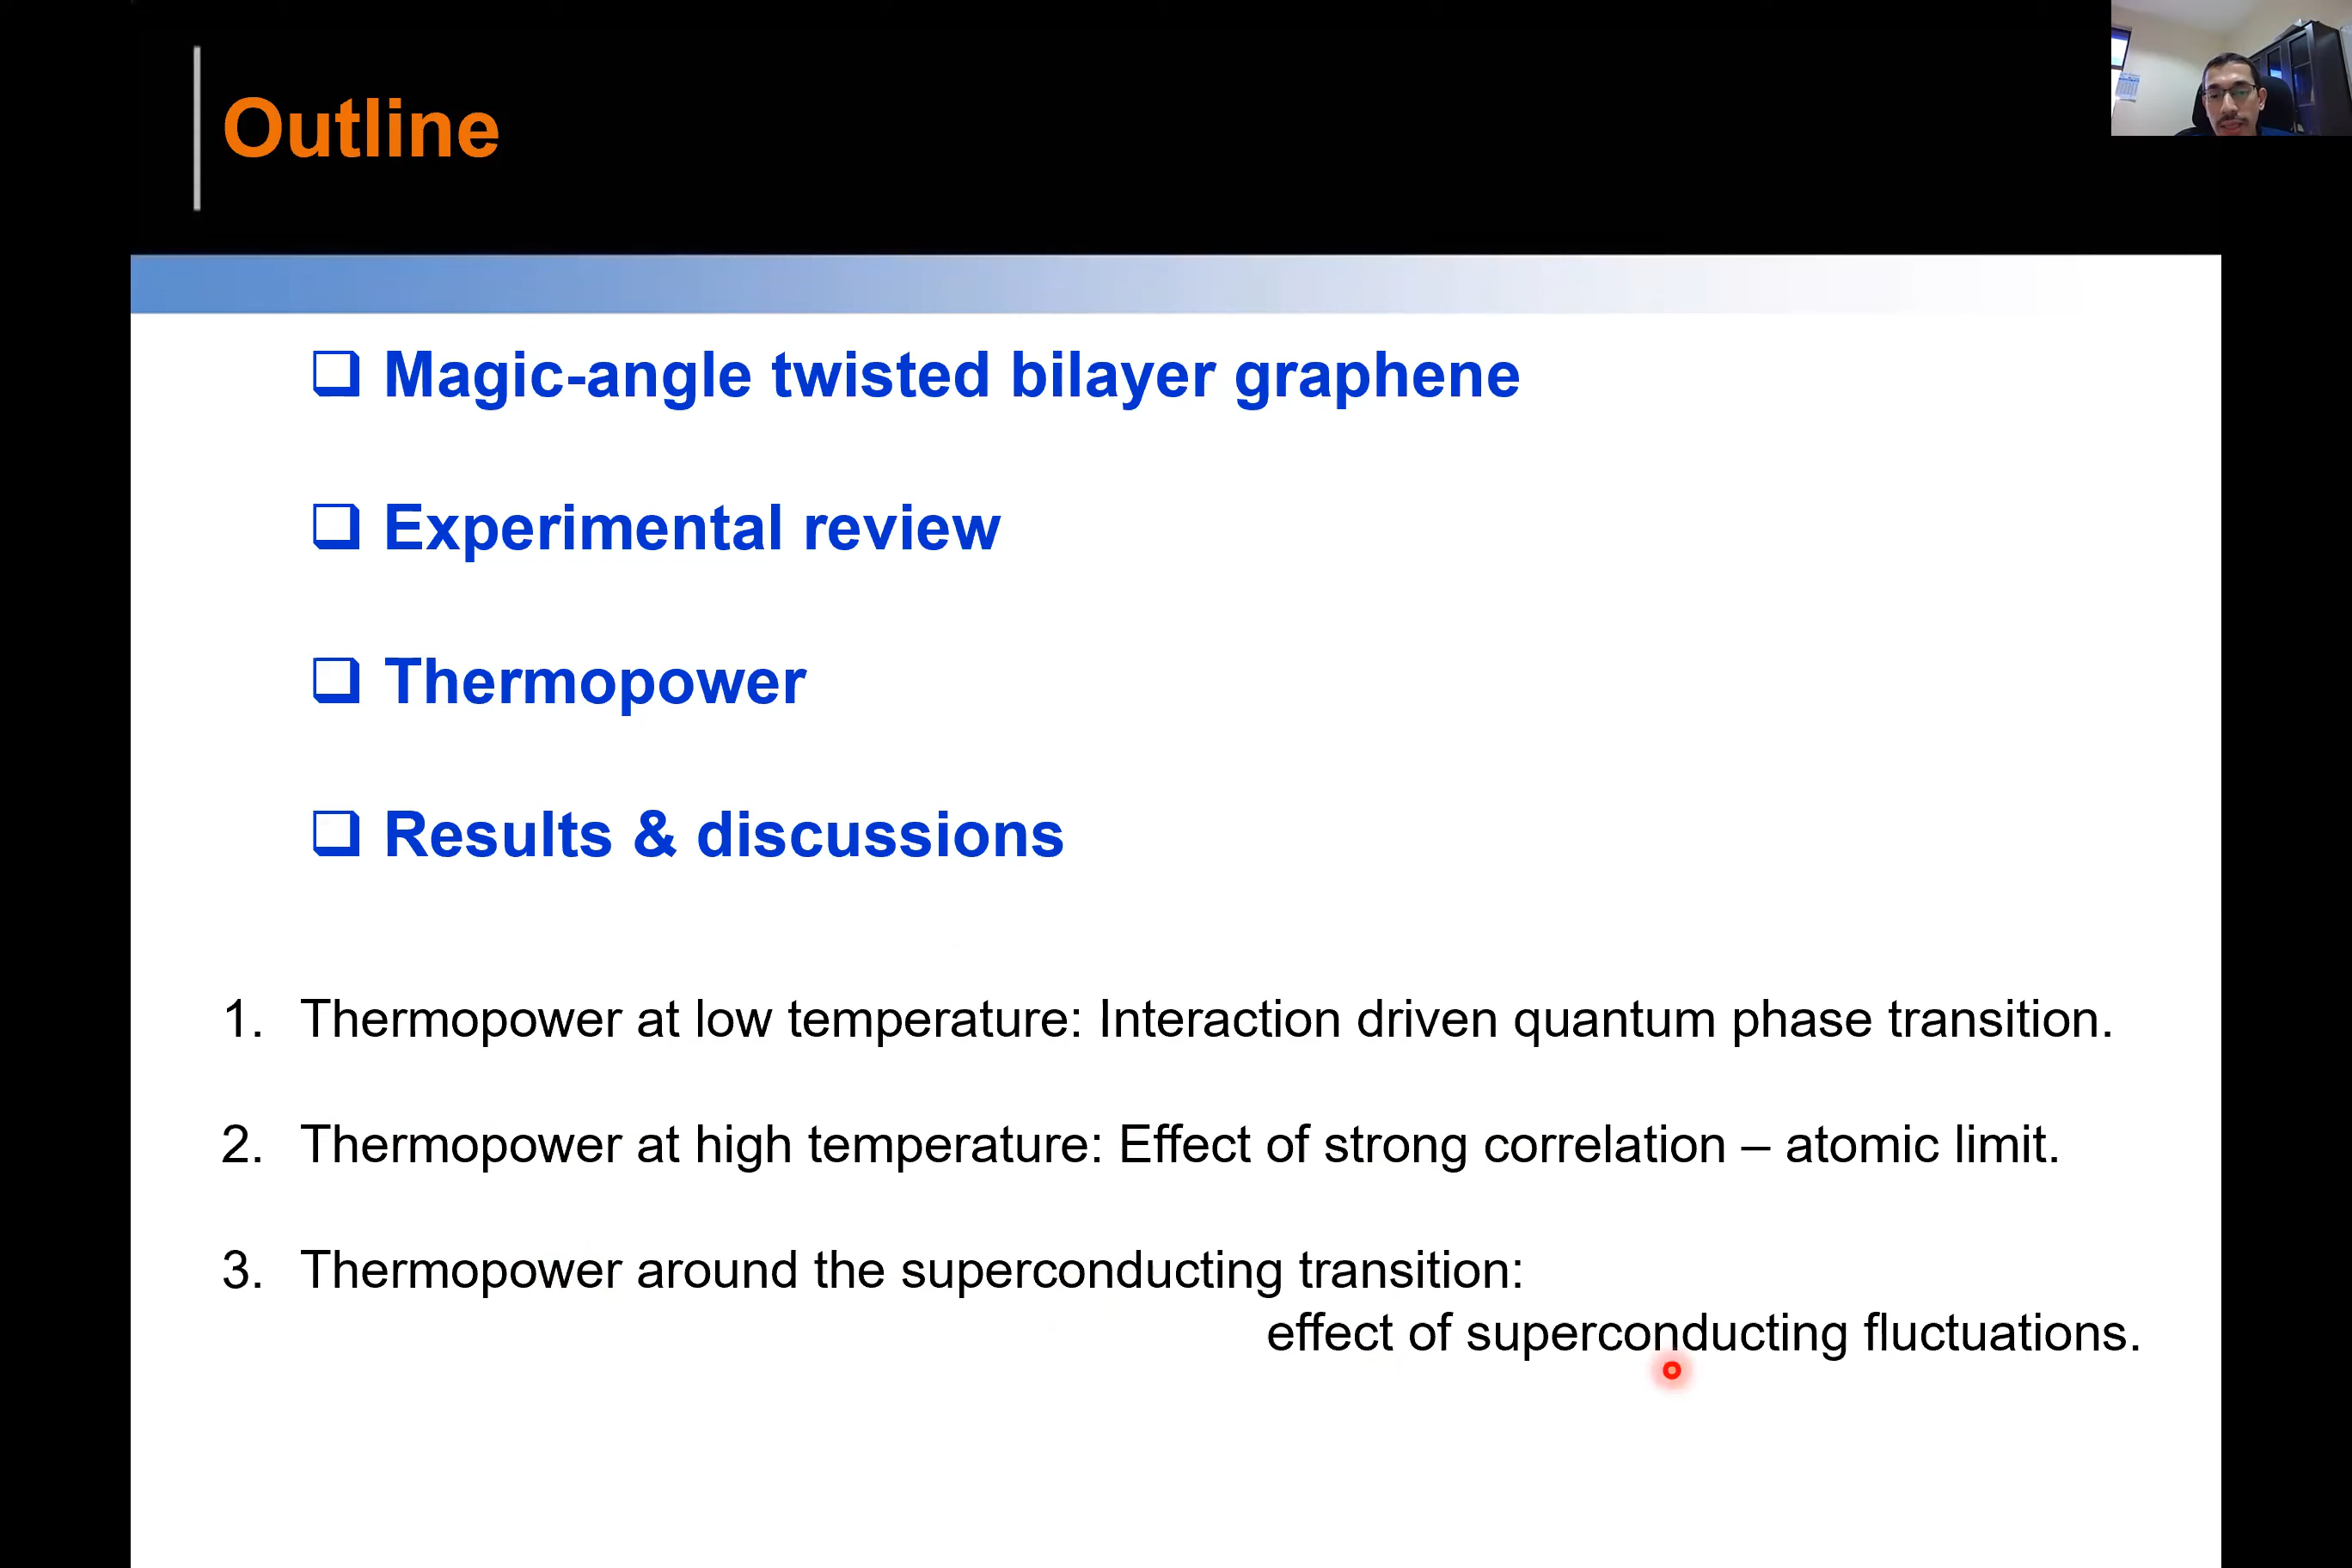 Outline
Magic-angle twisted bilayer graphene
Experimental review
Thermopower
Results & discussions
1. Thermopower at low temperature: Interaction driven quantum phase transition.
2. Thermopower at high temperature: Effect of strong correlation – atomic limit.
3. Thermopower around the superconducting transition:
effect of superconducting fluctuations.